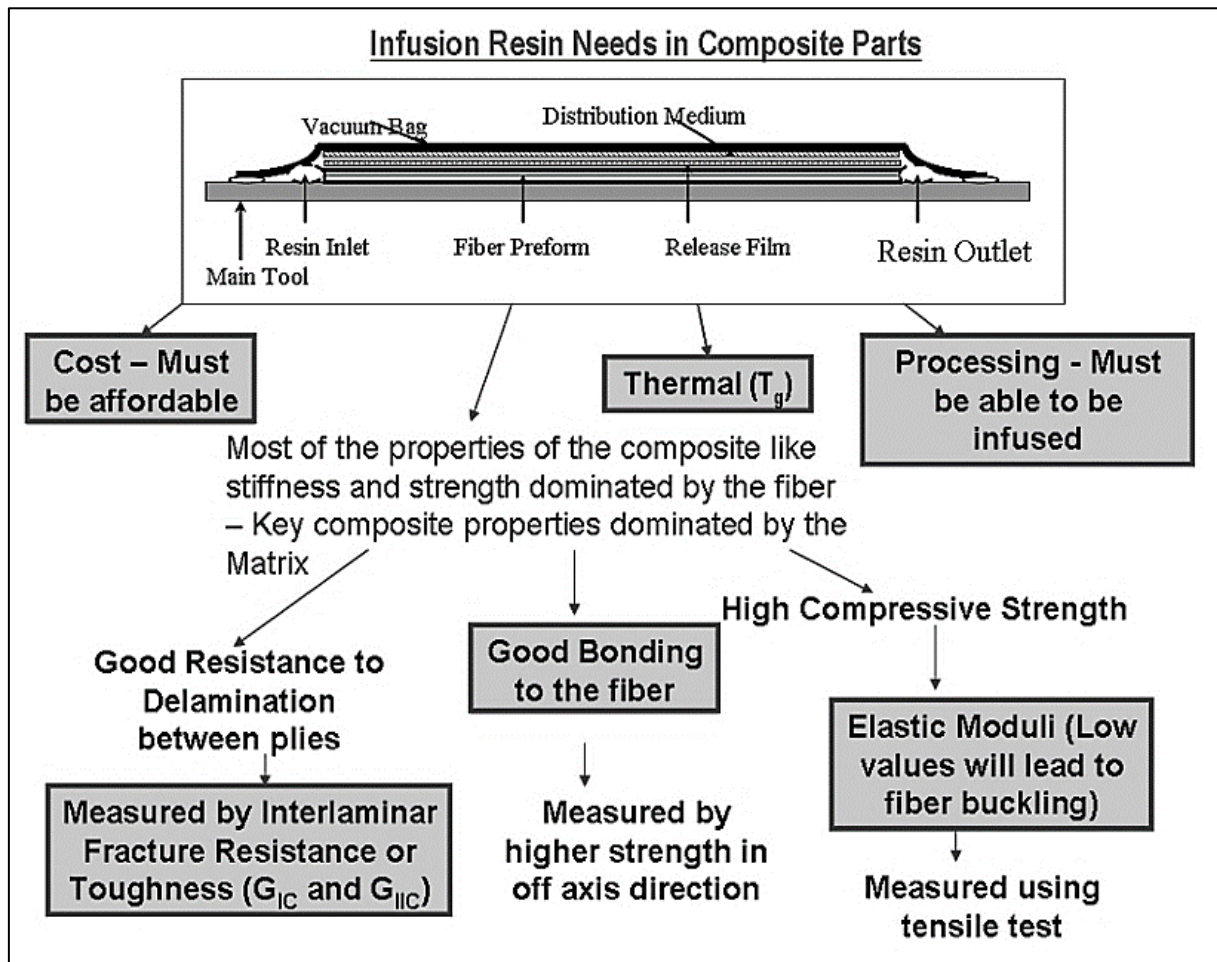 Infusion Resin Needs in Composite Parts
Vacuum Bag
Distribution Medium
Resin Inlet
Fiber Preform
Release Film
Resin Outlet
Main Tool
Cost – Must
be affordable
Thermal (Tg)
Processing - Must
be able to be
infused
Most of the properties of the composite like
stiffness and strength dominated by the fiber
– Key composite properties dominated by the
Matrix
Good Resistance to
Delamination
between plies
Measured by Interlaminar
Fracture Resistance or
Toughness (GIC and GIIC)
Good Bonding
to the fiber
Measured by
higher strength in
off axis direction
High Compressive Strength
Elastic Moduli (Low
values will lead to
fiber buckling)
Measured using
tensile test